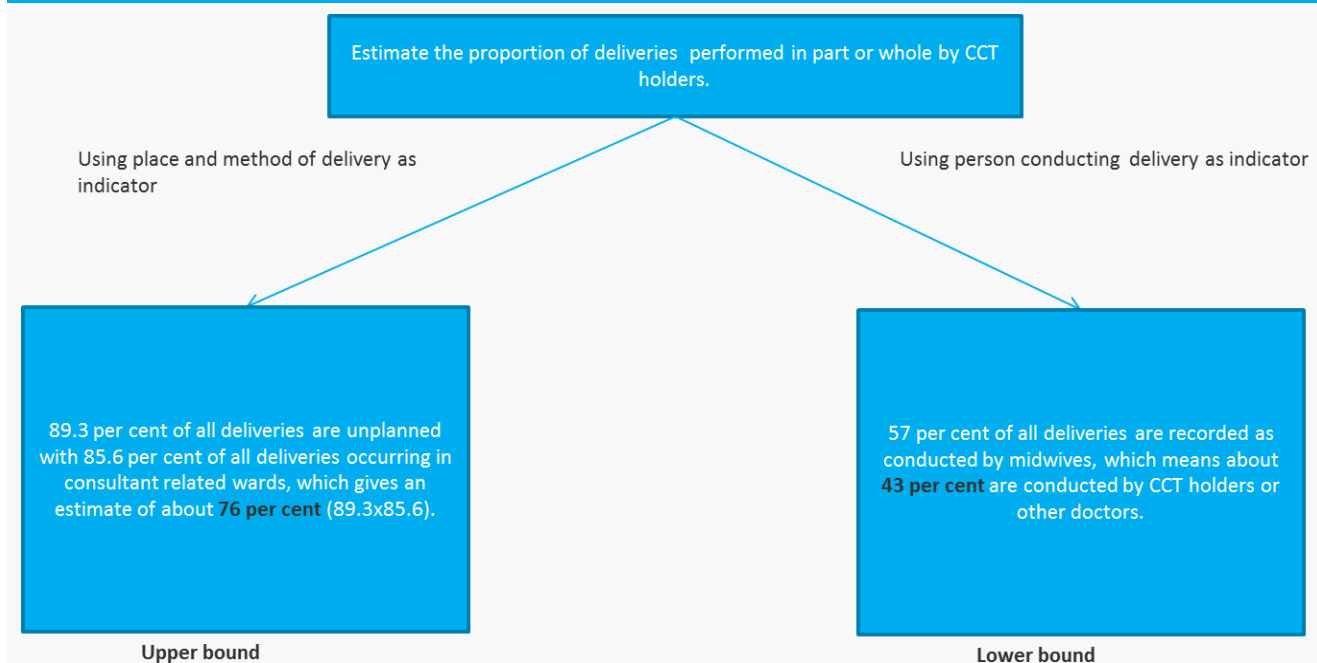 Estimate the proportion of deliveries performed in part or whole by CCT
holders.
Using place and method of delivery as
indicator
Using person conducting delivery as indicator
89.3 per cent of all deliveries are unplanned
with 85.6 per cent of all deliveries occurring in
consultant related wards, which gives an
estimate of about 76 per cent (89.3x85.6).
57 per cent of all deliveries are recorded as
conducted by midwives, which means about
43 per cent are conducted by CCT holders or
other doctors.
Upper bound
Lower bound